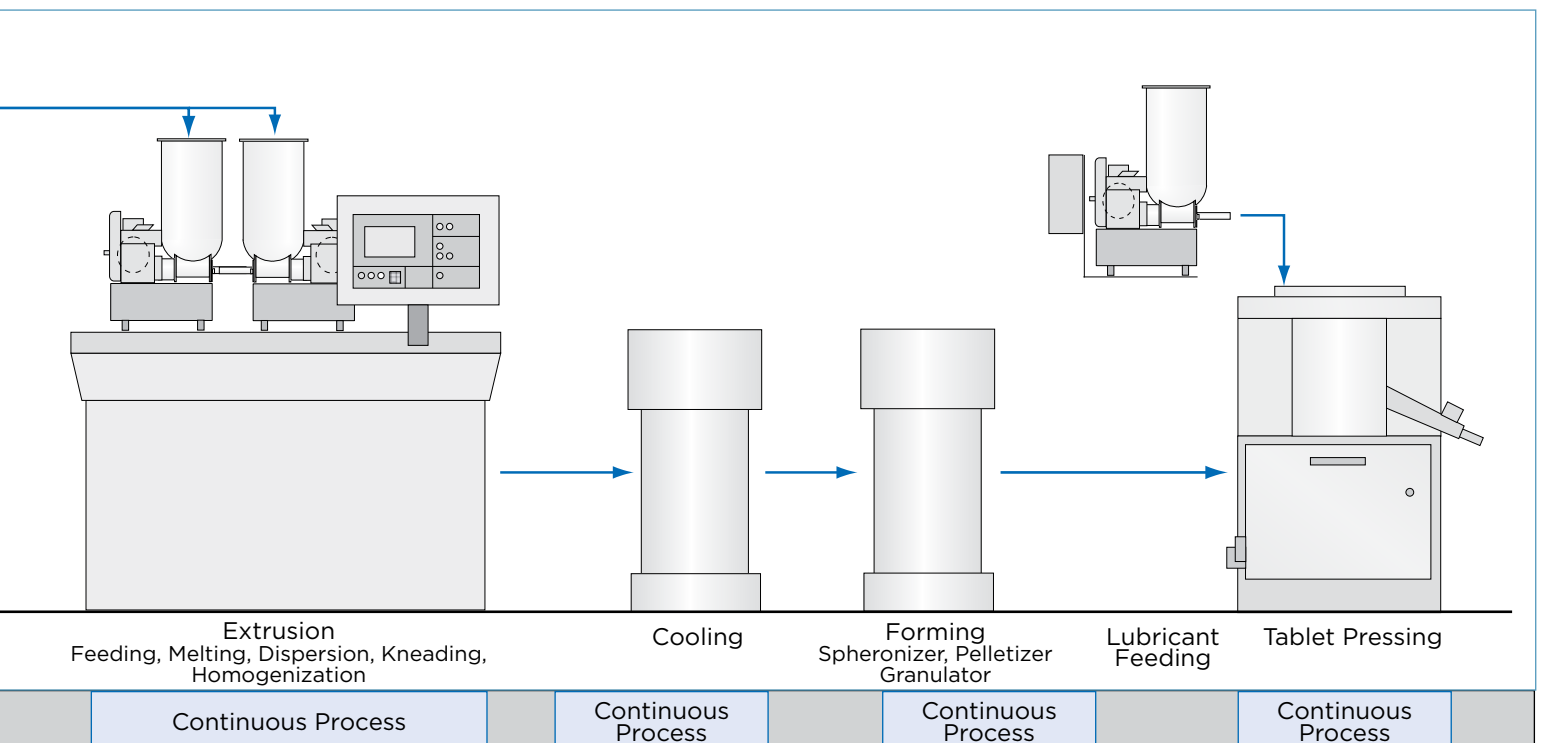 Extrusion
Feeding, Melting, Dispersion, Kneading,
Homogenization
Cooling
Forming
Spheronizer, Pelletizer
Granulator
Lubricant
Feeding
Tablet Pressing
Continuous Process
Continuous
Process
Continuous
Process
Continuous
Process